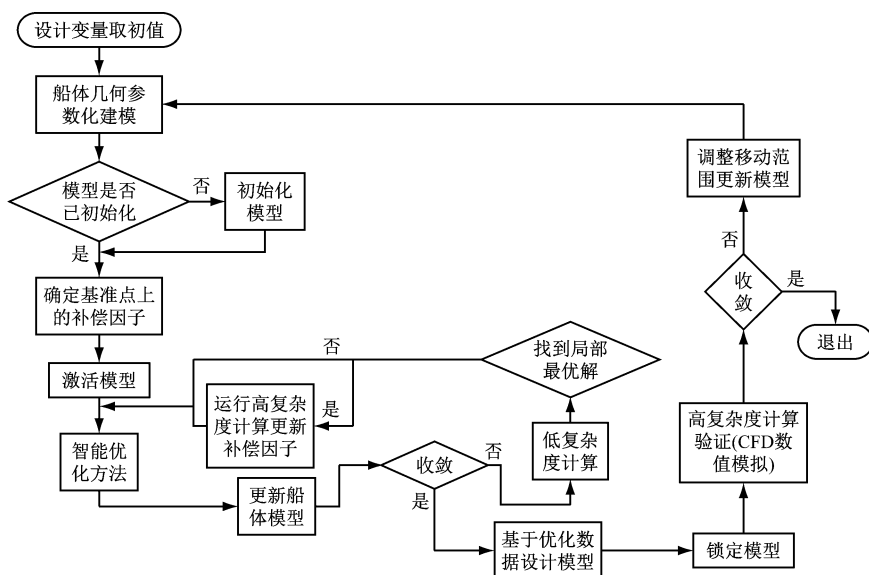 设计变量取初值
船体几何参
数化建模
模型是否
已初始化
否
初始化
模型
是
确定基准点上
的补偿因子
激活模型
智能优
化方法
更新船
体模型
收敛
否
是
低复杂
度计算
找到局部
最优解
否
是
运行高复杂
度计算更新
补偿因子
基于优化数
据设计模型
锁定模型
高复杂度计算
验证(CFD数
值模拟)
收
敛
否
是
退出
调整移动范
围更新模型